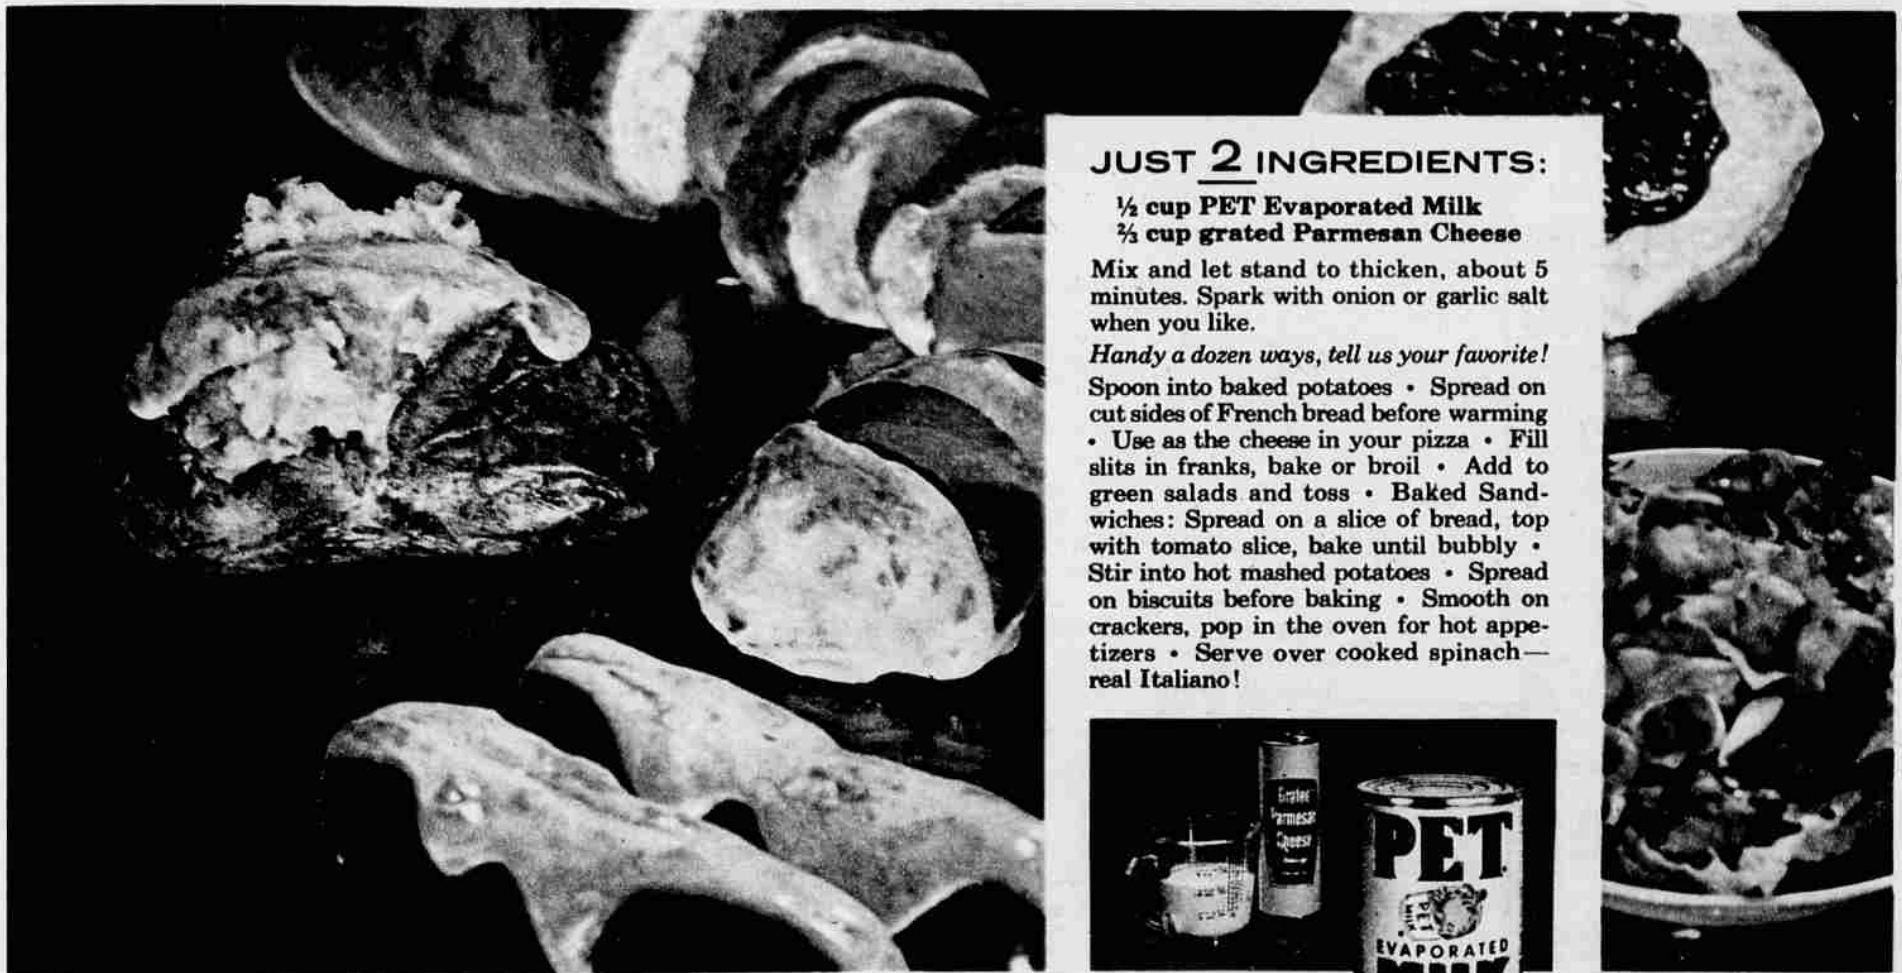 JUST 2 INGREDIENTS:
½ cup PET Evaporated Milk
⅔ cup grated Parmesan Cheese
Mix and let stand to thicken, about 5
minutes. Spark with onion or garlic salt
when you like.
Handy a dozen ways, tell us your favorite!
Spoon into baked potatoes • Spread on
cut sides of French bread before warming
• Use as the cheese in your pizza • Fill
slits in franks, bake or broil • Add to
green salads and toss • Baked Sand-
wiches: Spread on a slice of bread, top
with tomato slice, bake until bubbly •
Stir into hot mashed potatoes • Spread
on biscuits before baking • Smooth on
crackers, pop in the oven for hot appe-
tizers • Serve over cooked spinach—
real Italiano!
Grated
Parmesan
Cheese
PET
PET
MILK
EVAPORATED
MILK